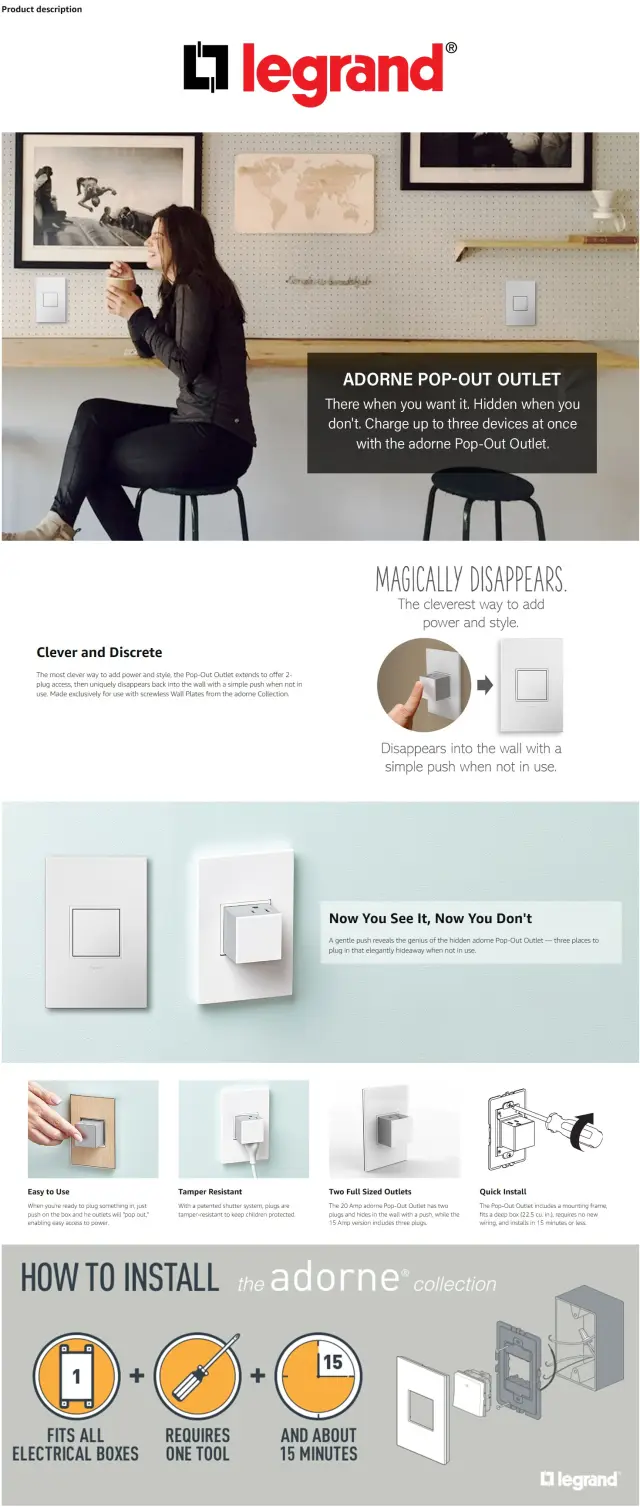 Product description
legrand®
ADORNE POP-OUT OUTLET
There when you want it. Hidden when you
don't. Charge up to three devices at once
with the adorne Pop-Out Outlet.
MAGICALLY DISAPPEARS.
The cleverest way to add
power and style.
Clever and Discrete
The most clever way to add power and style, the Pop-Out Outlet extends to offer 2-
plug access, then uniquely disappears back into the wall with a simple push when not in
use. Made exclusively for use with screwless Wall Plates from the adorne Collection.
Disappears into the wall with a
simple push when not in use.
Now You See It, Now You Don't
A gentle push reveals the genius of the hidden adorne Pop-Out Outlet — three places to
plug in that elegantly hideaway when not in use.
Easy to Use
When you're ready to plug something in, just
push on the box and he outlets will "pop out,"
enabling easy access to power.
Tamper Resistant
With a patented shutter system, plugs are
tamper-resistant to keep children protected.
Two Full Sized Outlets
The 20 Amp adorne Pop-Out Outlet has two
plugs and hides in the wall with a push, while the
15 Amp version includes three plugs.
Quick Install
The Pop-Out Outlet includes a mounting frame,
fits a deep box (22.5 cu. in.), requires no new
wiring, and installs in 15 minutes or less.
HOW TO INSTALL the adorne® collection
1
+
+
15
FITS ALL
ELECTRICAL BOXES
REQUIRES
ONE TOOL
AND ABOUT
15 MINUTES
legrand®